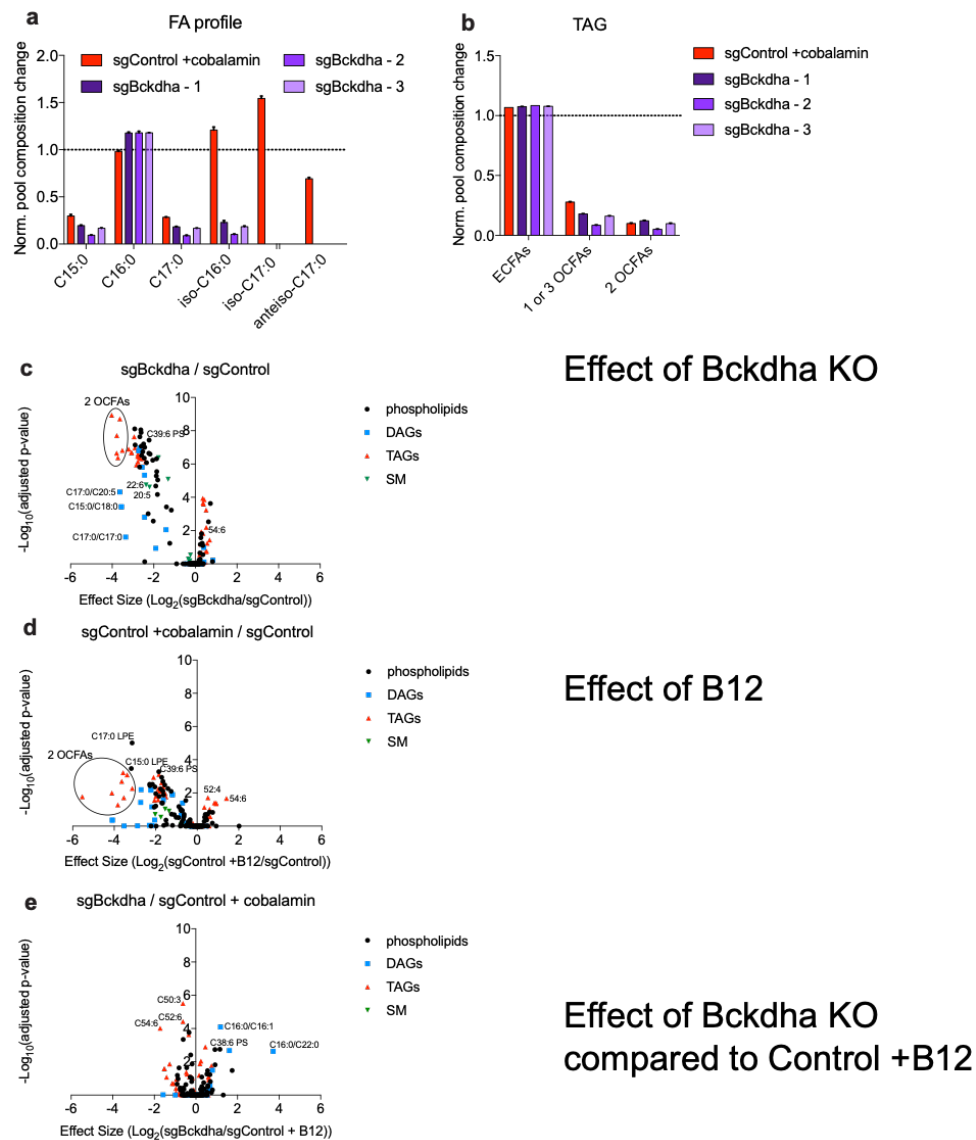 a
FA profile
Norm. pool composition change
1.5
1.0
0.5
0.0
sgControl +cobalamin
sgBckdha - 1
sgBckdha - 2
sgBckdha - 3
C15:0
C16:0
C17:0
iso-C16:0
iso-C17:0
anteiso-C17:0
b
TAG
Norm. pool composition change
1.5
1.0
0.5
0.0
sgControl +cobalamin
sgBckdha - 1
sgBckdha - 2
sgBckdha - 3
ECFAs
1 or 3 OCFAs
2 OCFAs
Effect of Bckdha KO
c
sgBckdha / sgControl
-Log10(adjusted p-value)
10
8
6
4
2
0
2 OCFAs
C39:6 PS
22:6
20:5
C17:0/C20:5
C15:0/C18:0
C17:0/C17:0
54:6
phospholipids
DAGs
TAGs
SM
-6 -4 -2 0 2 4 6
Effect Size (Log2(sgBckdha/sgControl))
Effect of B12
d
sgControl +cobalamin / sgControl
-Log10(adjusted p-value)
10
8
6
4
2
0
C17:0 LPE
2 OCFAs
C15:0 LPE
C39:6 PS
52:4
54:6
phospholipids
DAGs
TAGs
SM
-6 -4 -2 0 2 4 6
Effect Size (Log2(sgControl +B12/sgControl))
Effect of Bckdha KO
compared to Control +B12
e
sgBckdha / sgControl + cobalamin
-Log10(adjusted p-value)
10
8
6
4
2
0
C50:3
C52:6
C54:6
C16:0/C16:1
C38:6 PS
C16:0/C22:0
phospholipids
DAGs
TAGs
SM
-6 -4 -2 0 2 4 6
Effect Size (Log2(sgBckdha/sgControl + B12))